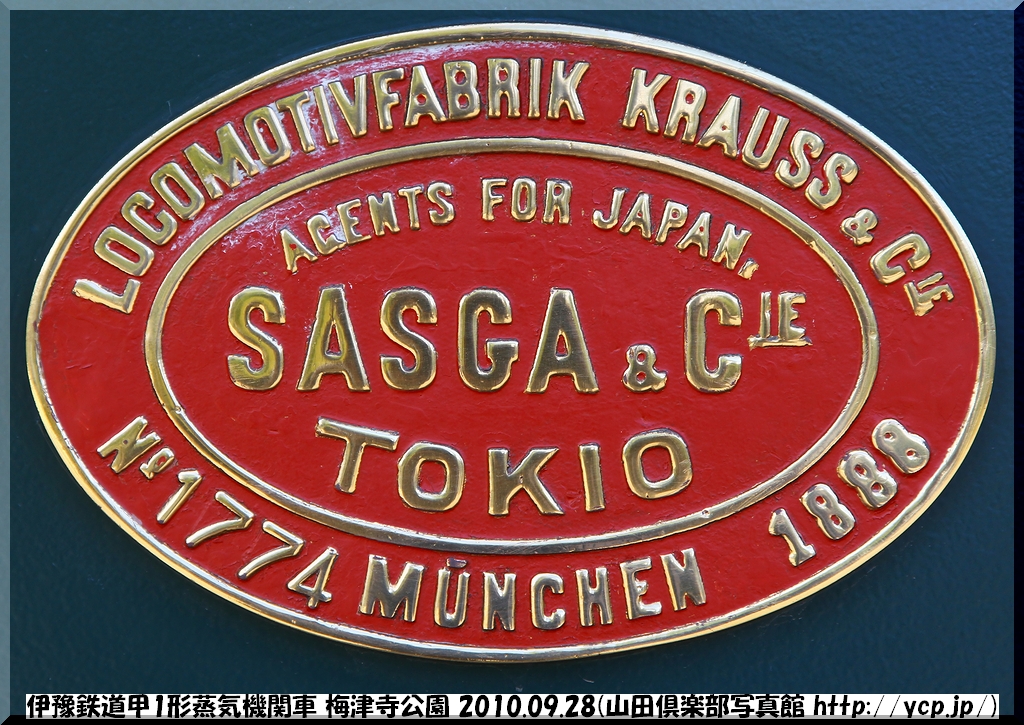 LOCOMOTIVFABRIK KRAUSS & CIE
AGENTS FOR JAPAN.
SASGA & CIE
TOKIO
No 1774 MÜNCHEN 1888
伊豫鉄道甲1形蒸気機関車 梅津寺公園 2010.09.28(山田倶楽部写真館 http://ycp.jp/)